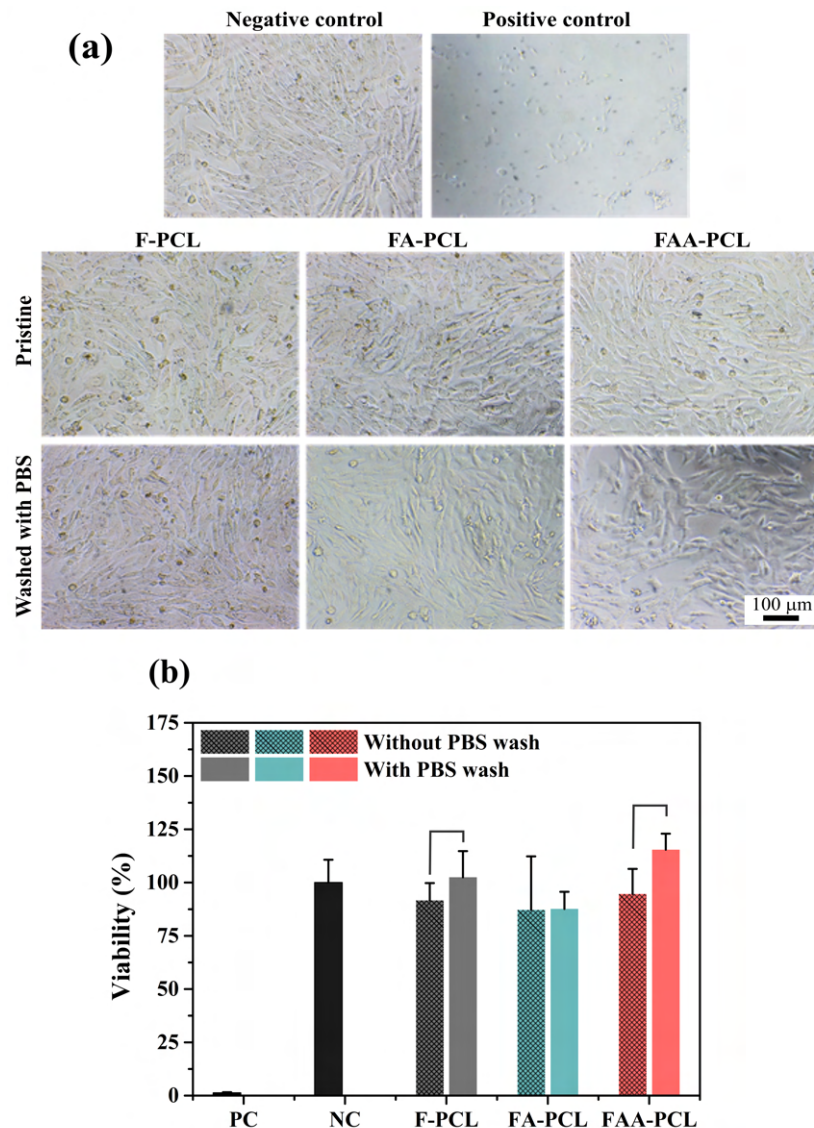 (a)
Negative control
Positive control
F-PCL
FA-PCL
FAA-PCL
Pristine
Washed with PBS
100 μm
(b)
175
150
125
100
75
50
25
0
Viability (%)
Without PBS wash
With PBS wash
PC
NC
F-PCL
FA-PCL
FAA-PCL